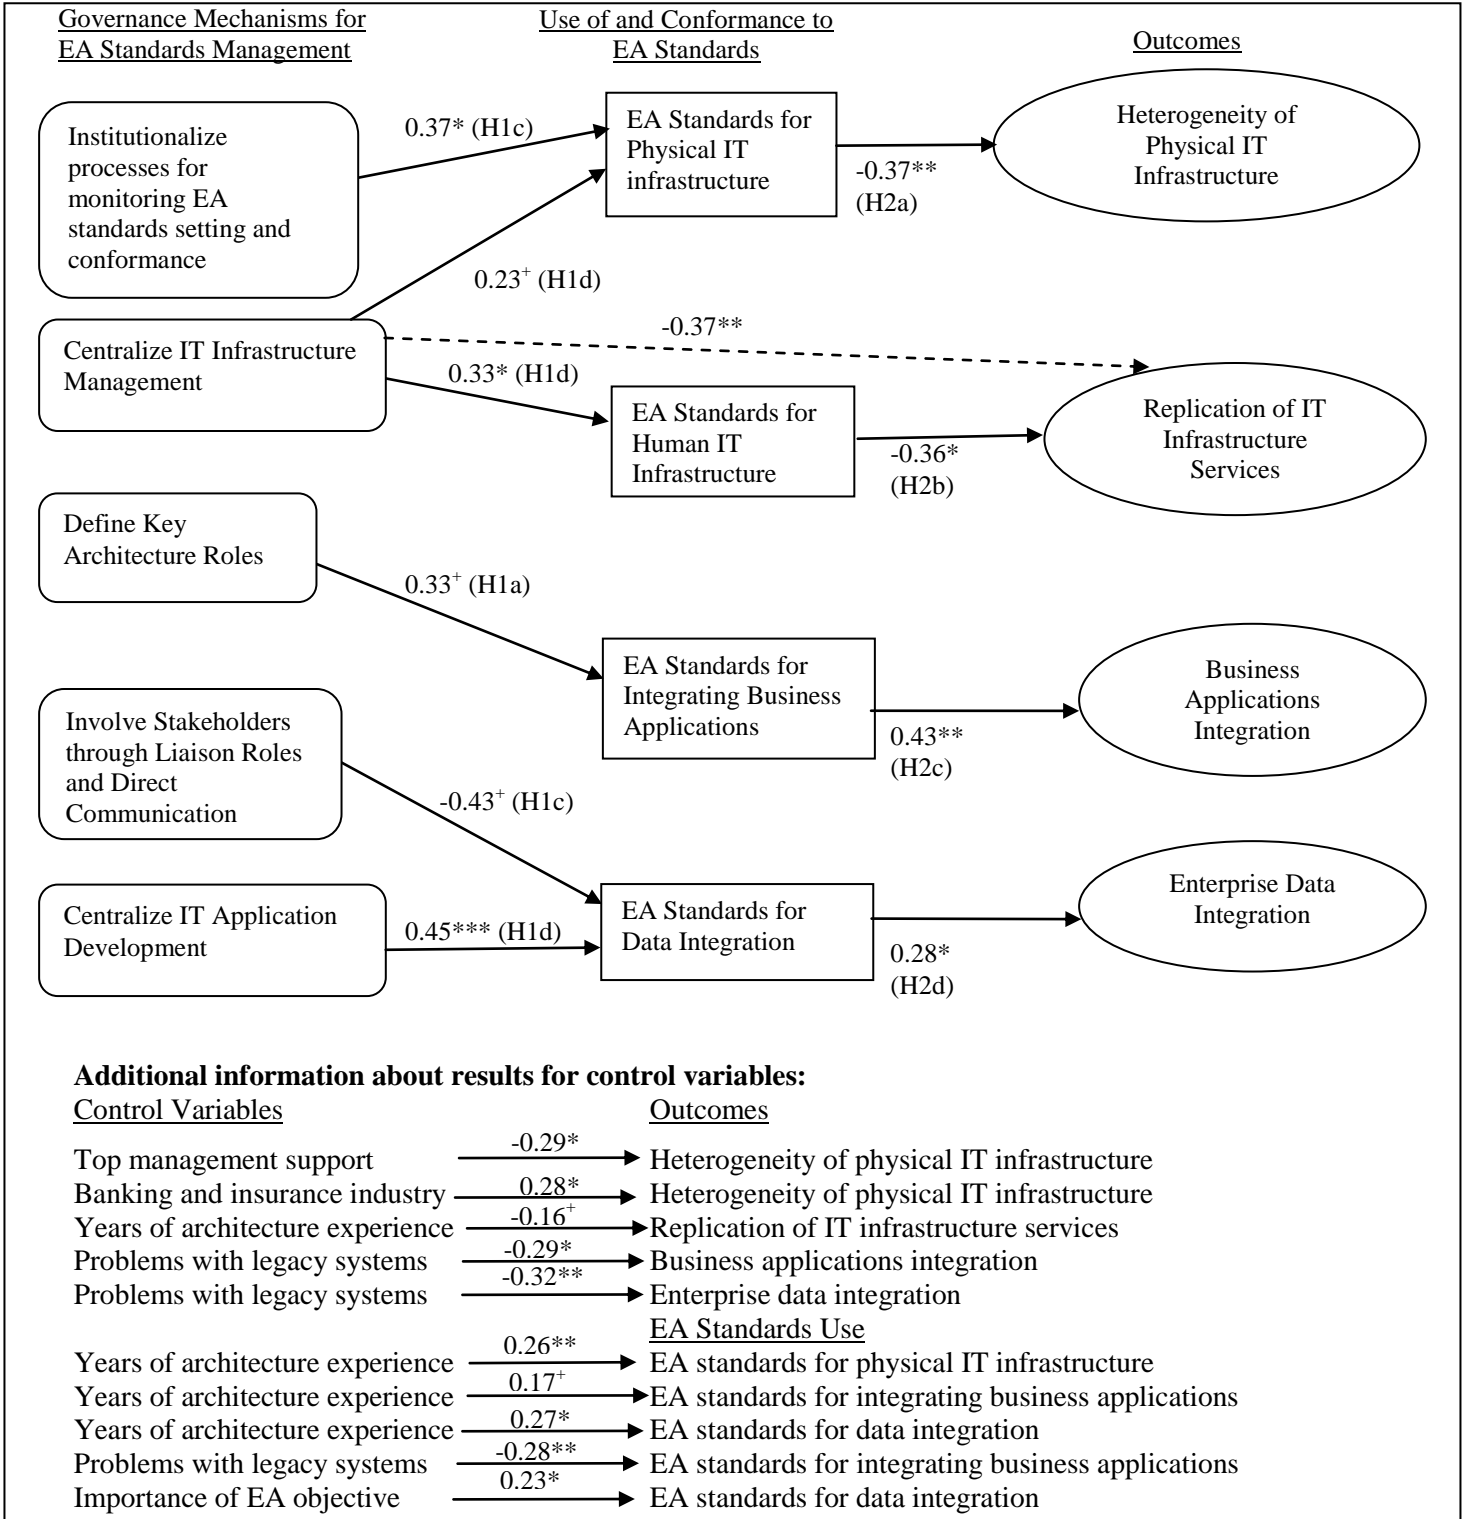 Governance Mechanisms for
EA Standards Management
Use of and Conformance to
EA Standards
Outcomes
Institutionalize
processes for
monitoring EA
standards setting and
conformance
0.37* (H1c)
EA Standards for
Physical IT
infrastructure
-0.37**
(H2a)
Heterogeneity of
Physical IT
Infrastructure
0.23+ (H1d)
Centralize IT Infrastructure
Management
-0.37**
0.33* (H1d)
EA Standards for
Human IT
Infrastructure
-0.36*
(H2b)
Replication of IT
Infrastructure
Services
Define Key
Architecture Roles
0.33+ (H1a)
EA Standards for
Integrating Business
Applications
0.43**
(H2c)
Business
Applications
Integration
Involve Stakeholders
through Liaison Roles
and Direct
Communication
-0.43+ (H1c)
Centralize IT Application
Development
0.45*** (H1d)
EA Standards for
Data Integration
0.28*
(H2d)
Enterprise Data
Integration
Additional information about results for control variables:
Control Variables Outcomes
Top management support -0.29* Heterogeneity of physical IT infrastructure
Banking and insurance industry 0.28* Heterogeneity of physical IT infrastructure
Years of architecture experience -0.16+ Replication of IT infrastructure services
Problems with legacy systems -0.29* Business applications integration
Problems with legacy systems -0.32** Enterprise data integration
EA Standards Use
Years of architecture experience 0.26** EA standards for physical IT infrastructure
Years of architecture experience 0.17+ EA standards for integrating business applications
Years of architecture experience 0.27* EA standards for data integration
Problems with legacy systems -0.28** EA standards for integrating business applications
Importance of EA objective 0.23* EA standards for data integration